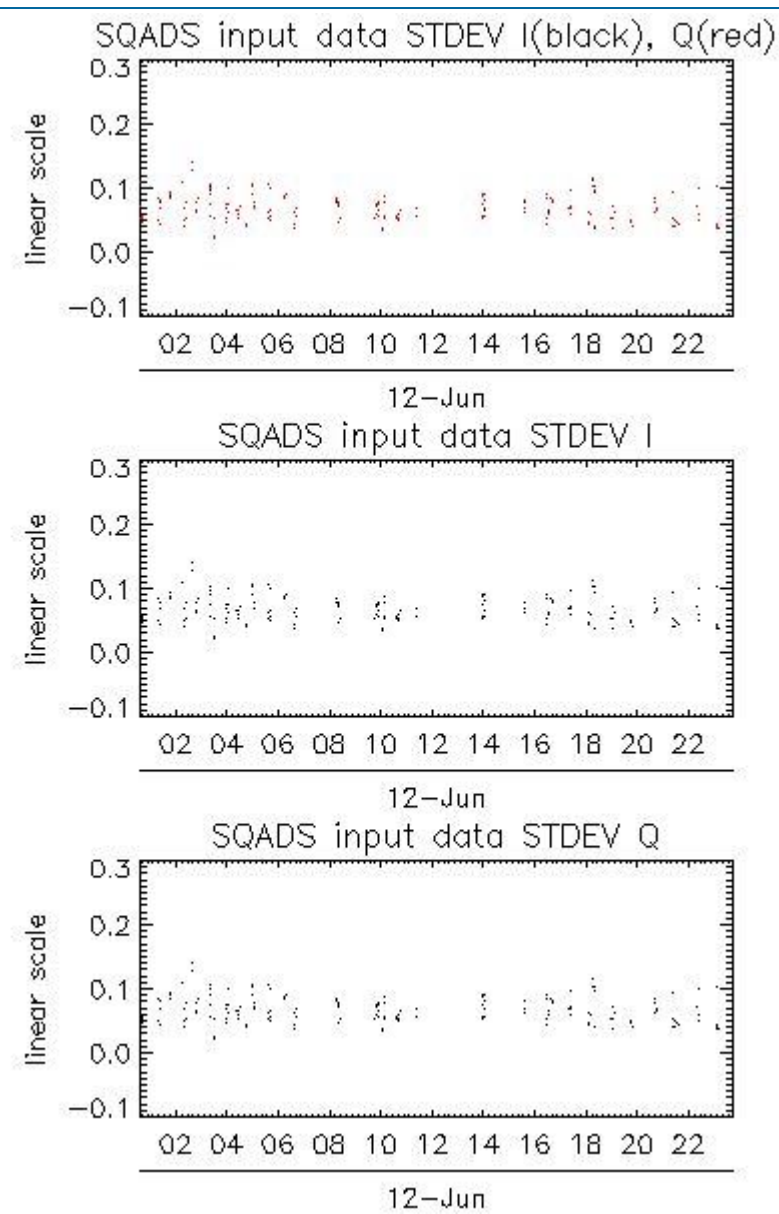 SQADS input data STDEV I(black), Q(red)
0.3
0.2
0.1
0.0
-0.1
linear scale
02 04 06 08 10 12 14 16 18 20 22
12-Jun
SQADS input data STDEV I
0.3
0.2
0.1
0.0
-0.1
linear scale
02 04 06 08 10 12 14 16 18 20 22
12-Jun
SQADS input data STDEV Q
0.3
0.2
0.1
0.0
-0.1
linear scale
02 04 06 08 10 12 14 16 18 20 22
12-Jun